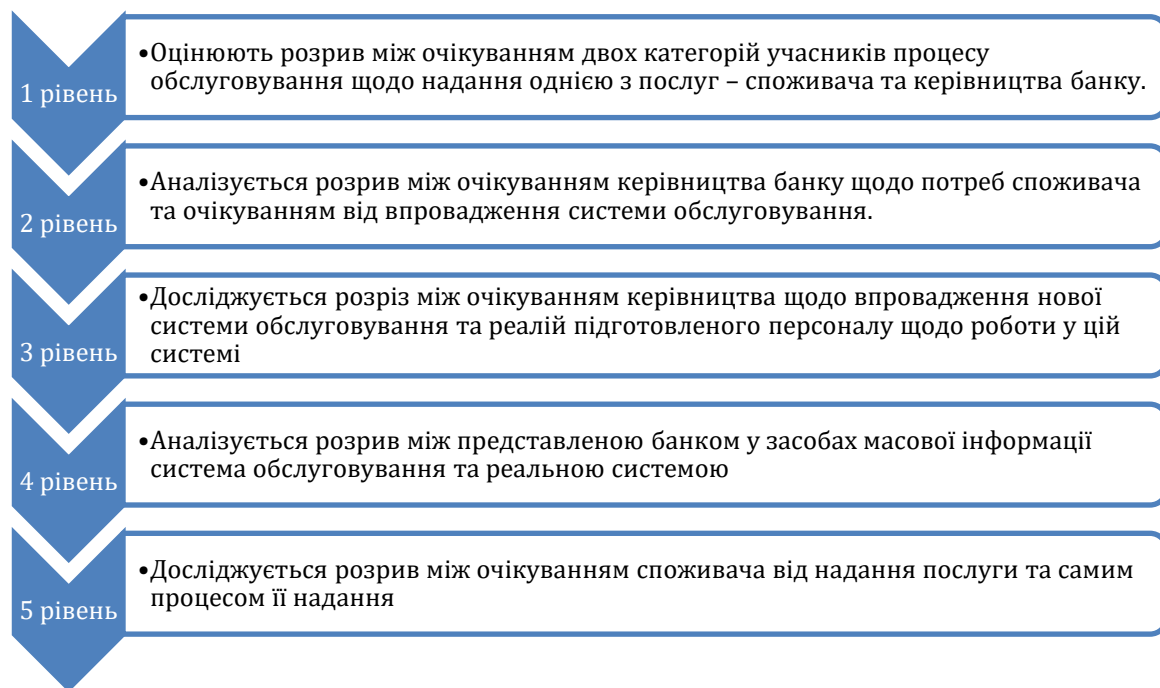 1 рівень
•Оцінюють розрив між очікуванням двох категорій учасників процесу
обслуговування щодо надання однією з послуг – споживача та керівництва банку.
2 рівень
•Аналізується розрив між очікуванням керівництва банку щодо потреб споживача
та очікуванням від впровадження системи обслуговування.
3 рівень
•Досліджується розріз між очікуванням керівництва щодо впровадження нової
системи обслуговування та реалій підготовленого персоналу щодо роботи у цій
системі
4 рівень
•Аналізується розрив між представленою банком у засобах масової інформації
система обслуговування та реальною системою
5 рівень
•Досліджується розрив між очікуванням споживача від надання послуги та самим
процесом її надання